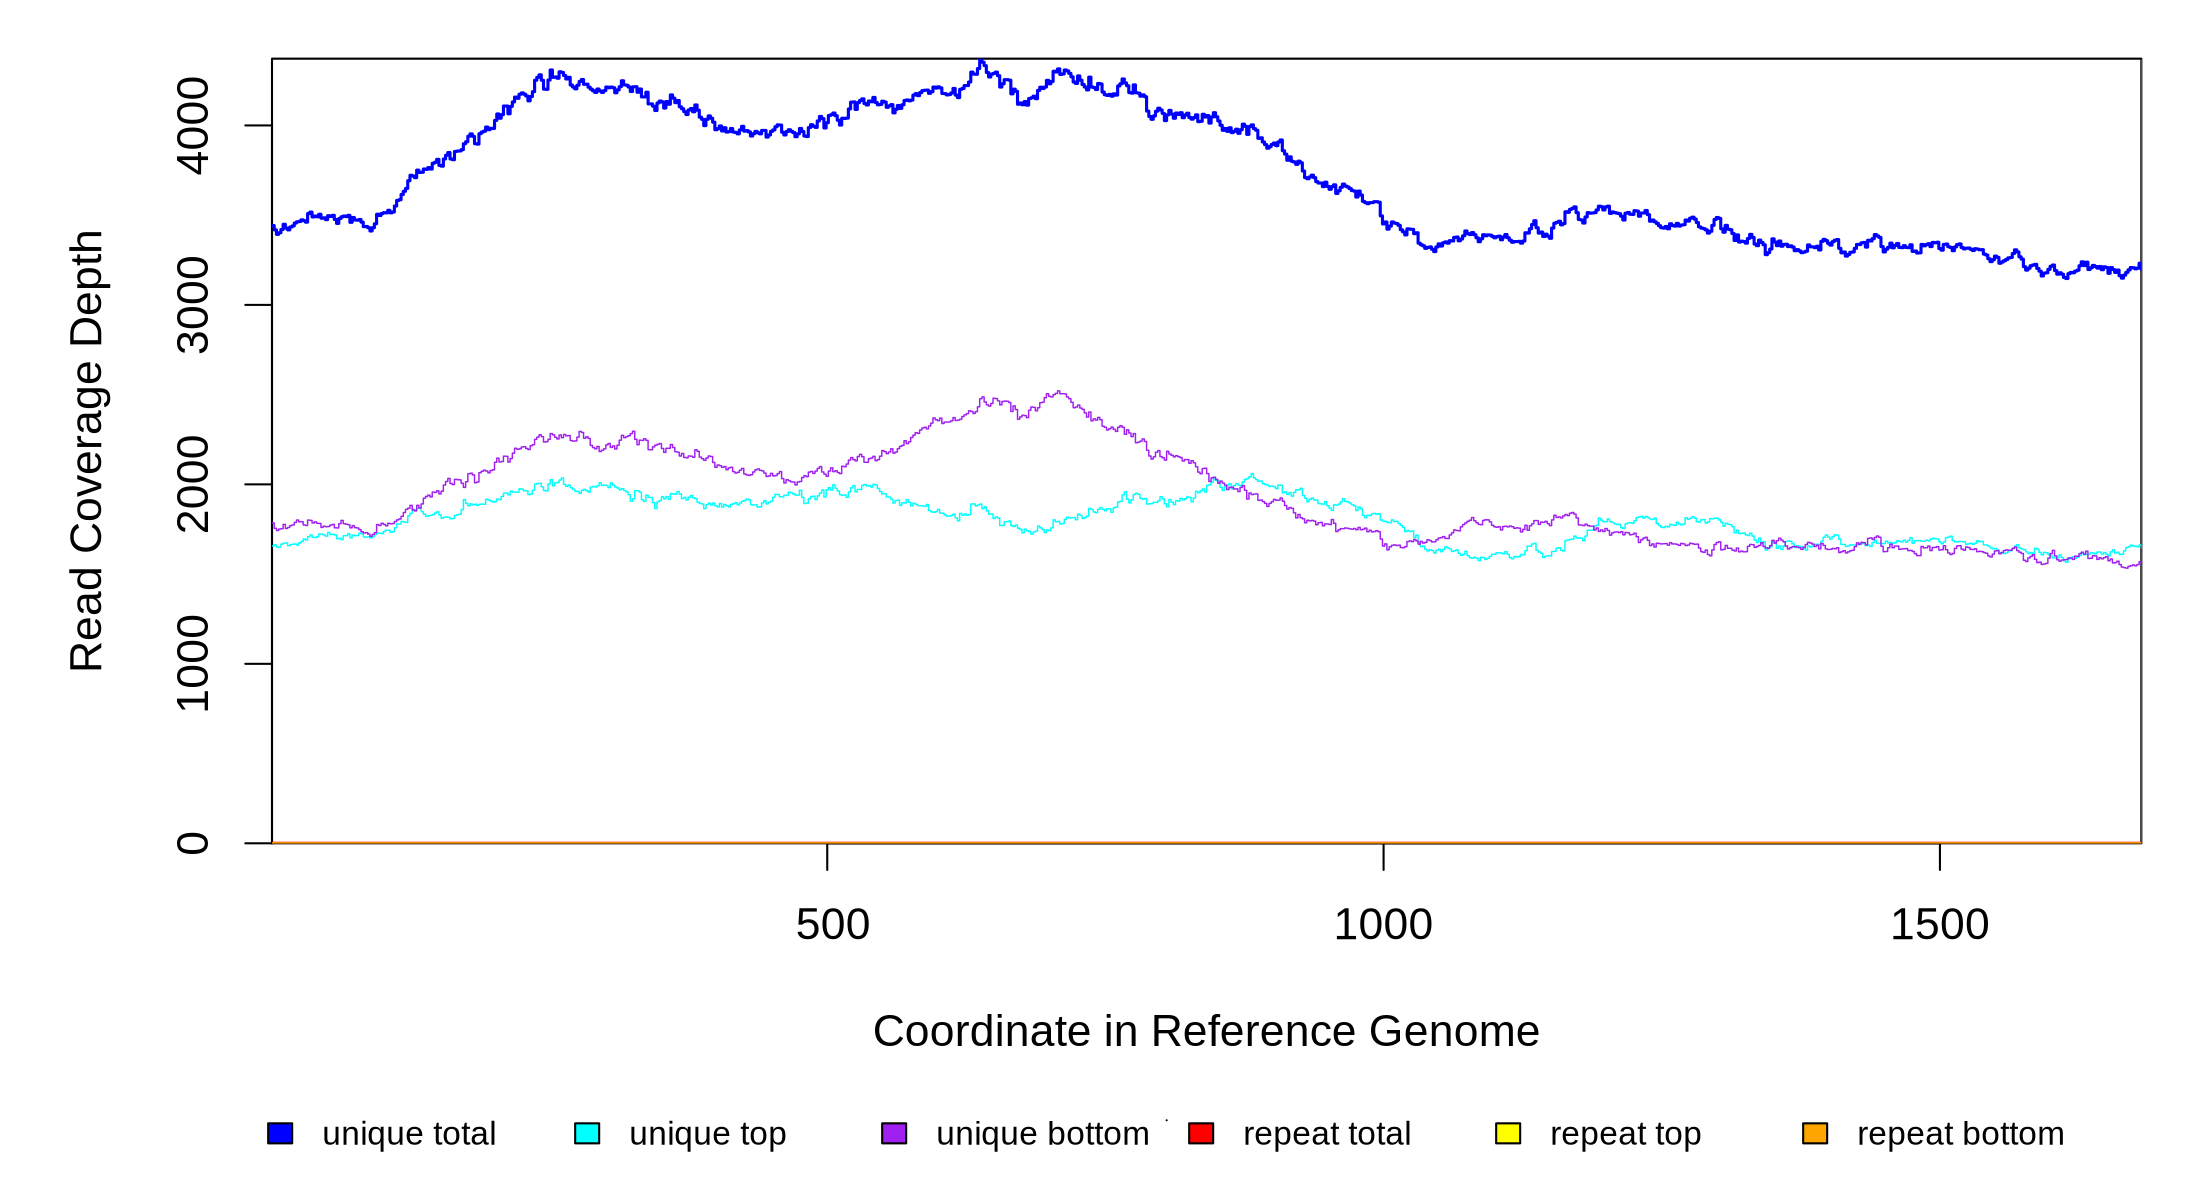 Read Coverage Depth
4000
3000
2000
1000
0
500 1000 1500
Coordinate in Reference Genome
unique total unique top unique bottom repeat total repeat top repeat bottom